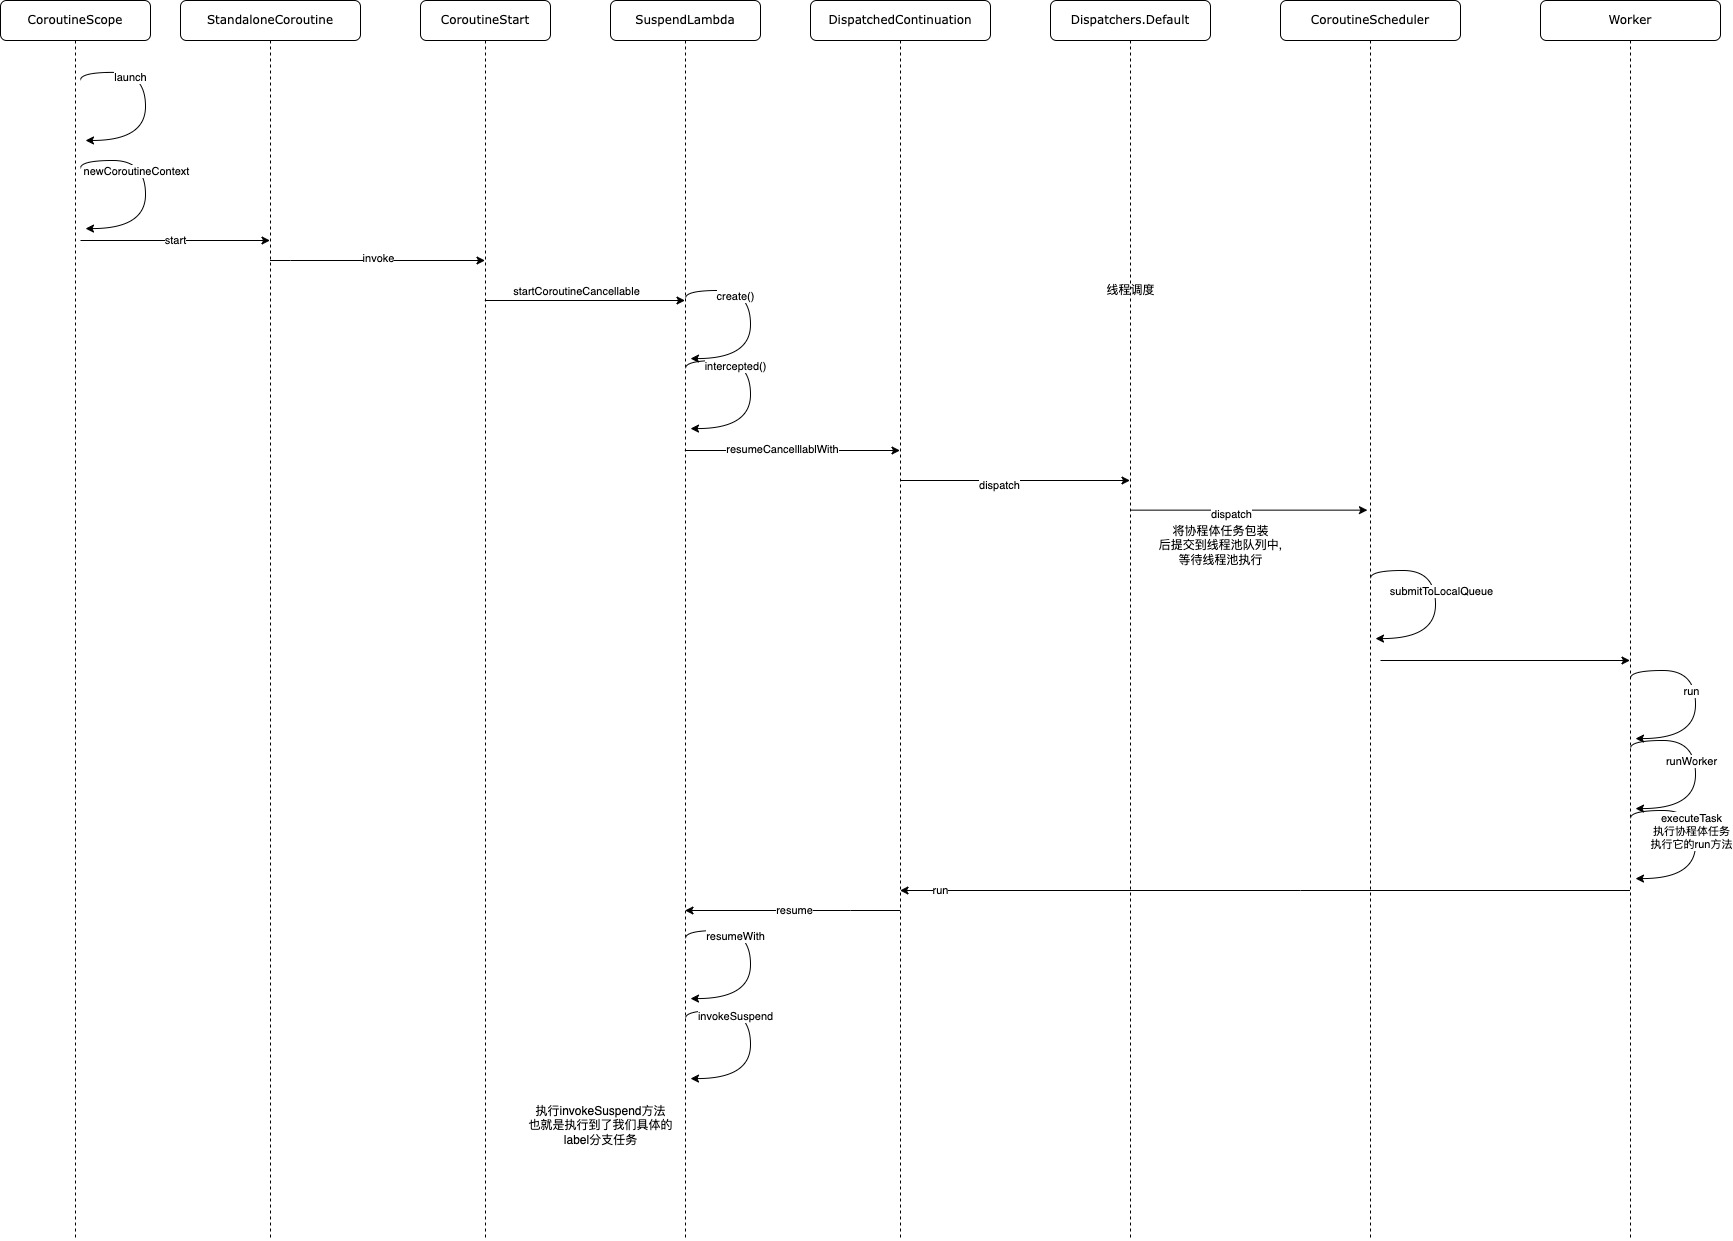 CoroutineScope
StandaloneCoroutine
CoroutineStart
SuspendLambda
DispatchedContinuation
Dispatchers.Default
CoroutineScheduler
Worker
launch
newCoroutineContext
start
invoke
startCoroutineCancellable
线程调度
create()
intercepted()
resumeCancelllablWith
dispatch
dispatch
将协程体任务包装
后提交到线程池队列中,
等待线程池执行
submitToLocalQueue
run
runWorker
executeTask
执行协程体任务
执行它的run方法
run
resume
resumeWith
invokeSuspend
执行invokeSuspend方法
也就是执行到了我们具体的
label分支任务